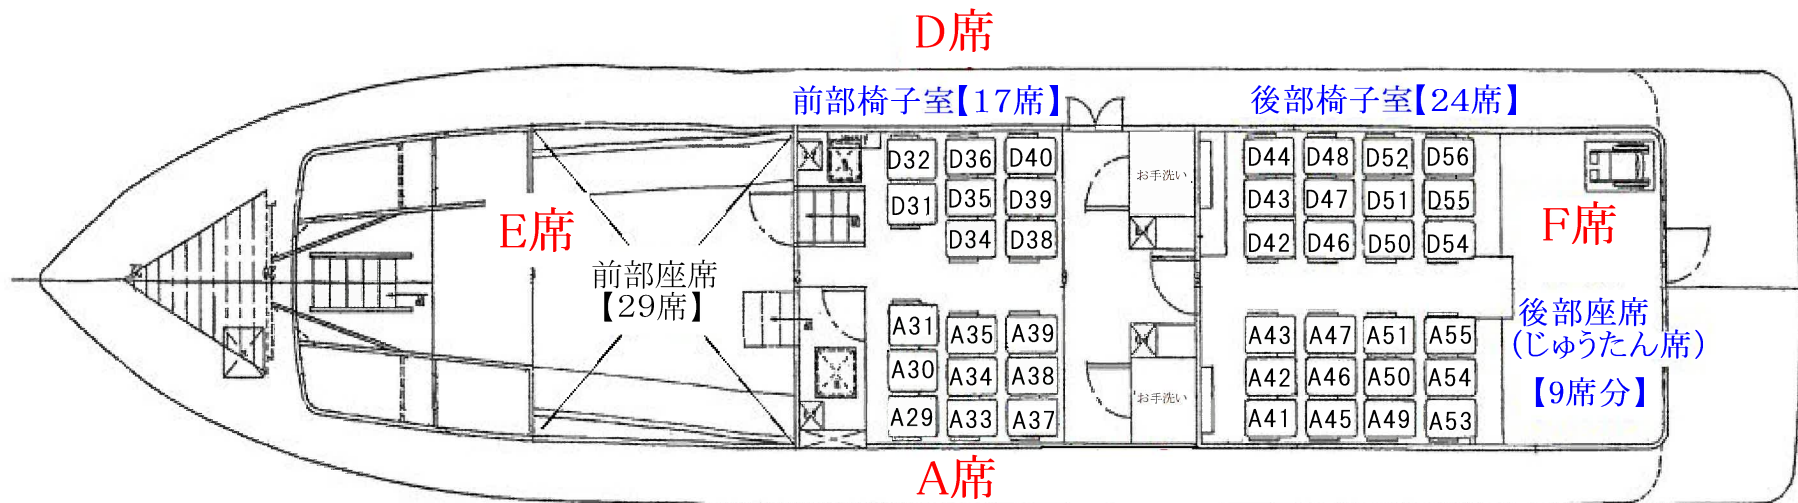 D席
前部椅子室【17席】
後部椅子室【24席】
D32 D36 D40
D31 D35 D39
D34 D38
お手洗い
D44 D48 D52 D56
D43 D47 D51 D55
D42 D46 D50 D54
E席
前部座席
【29席】
F席
後部座席
(じゅうたん席)
【9席分】
A31 A35 A39
A30 A34 A38
A29 A33 A37
お手洗い
A43 A47 A51 A55
A42 A46 A50 A54
A41 A45 A49 A53
A席